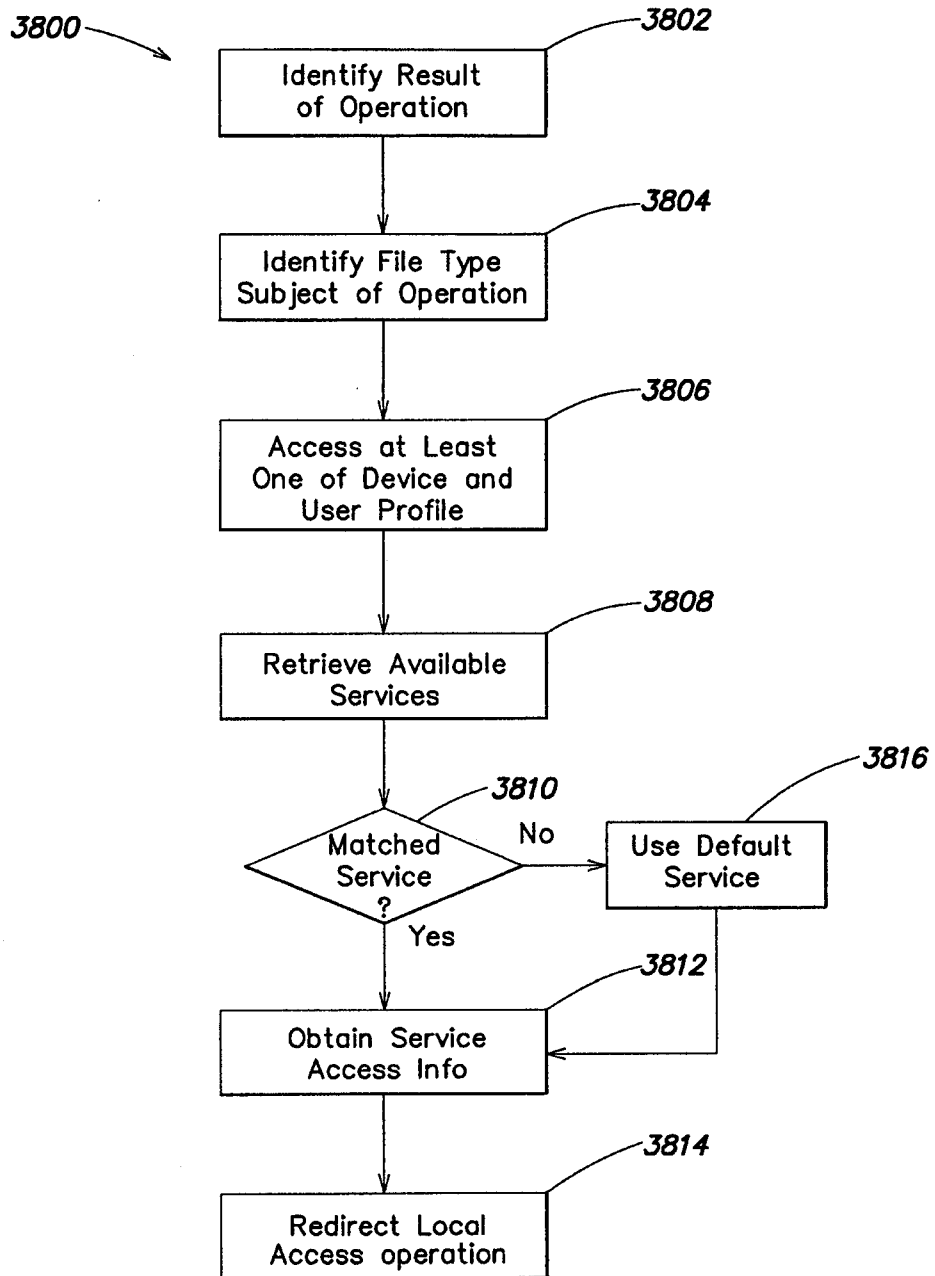 3800
3802
Identify Result
of Operation
3804
Identify File Type
Subject of Operation
3806
Access at Least
One of Device and
User Profile
3808
Retrieve Available
Services
3810
Matched
Service
?
No
3816
Use Default
Service
Yes
3812
Obtain Service
Access Info
3814
Redirect Local
Access operation